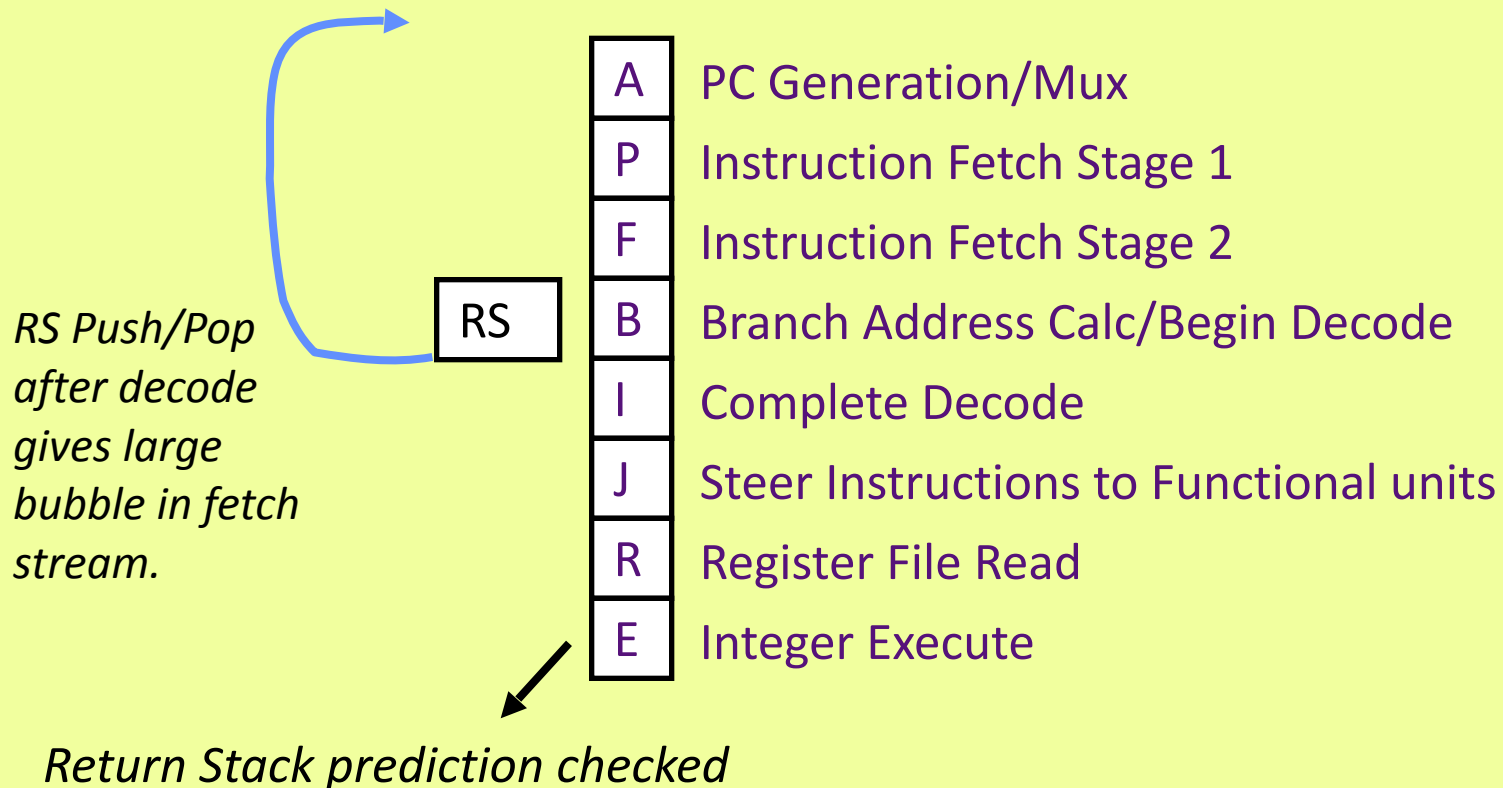 A PC Generation/Mux
P Instruction Fetch Stage 1
F Instruction Fetch Stage 2
RS B Branch Address Calc/Begin Decode
I Complete Decode
J Steer Instructions to Functional units
R Register File Read
E Integer Execute
RS Push/Pop
after decode
gives large
bubble in fetch
stream.
Return Stack prediction checked